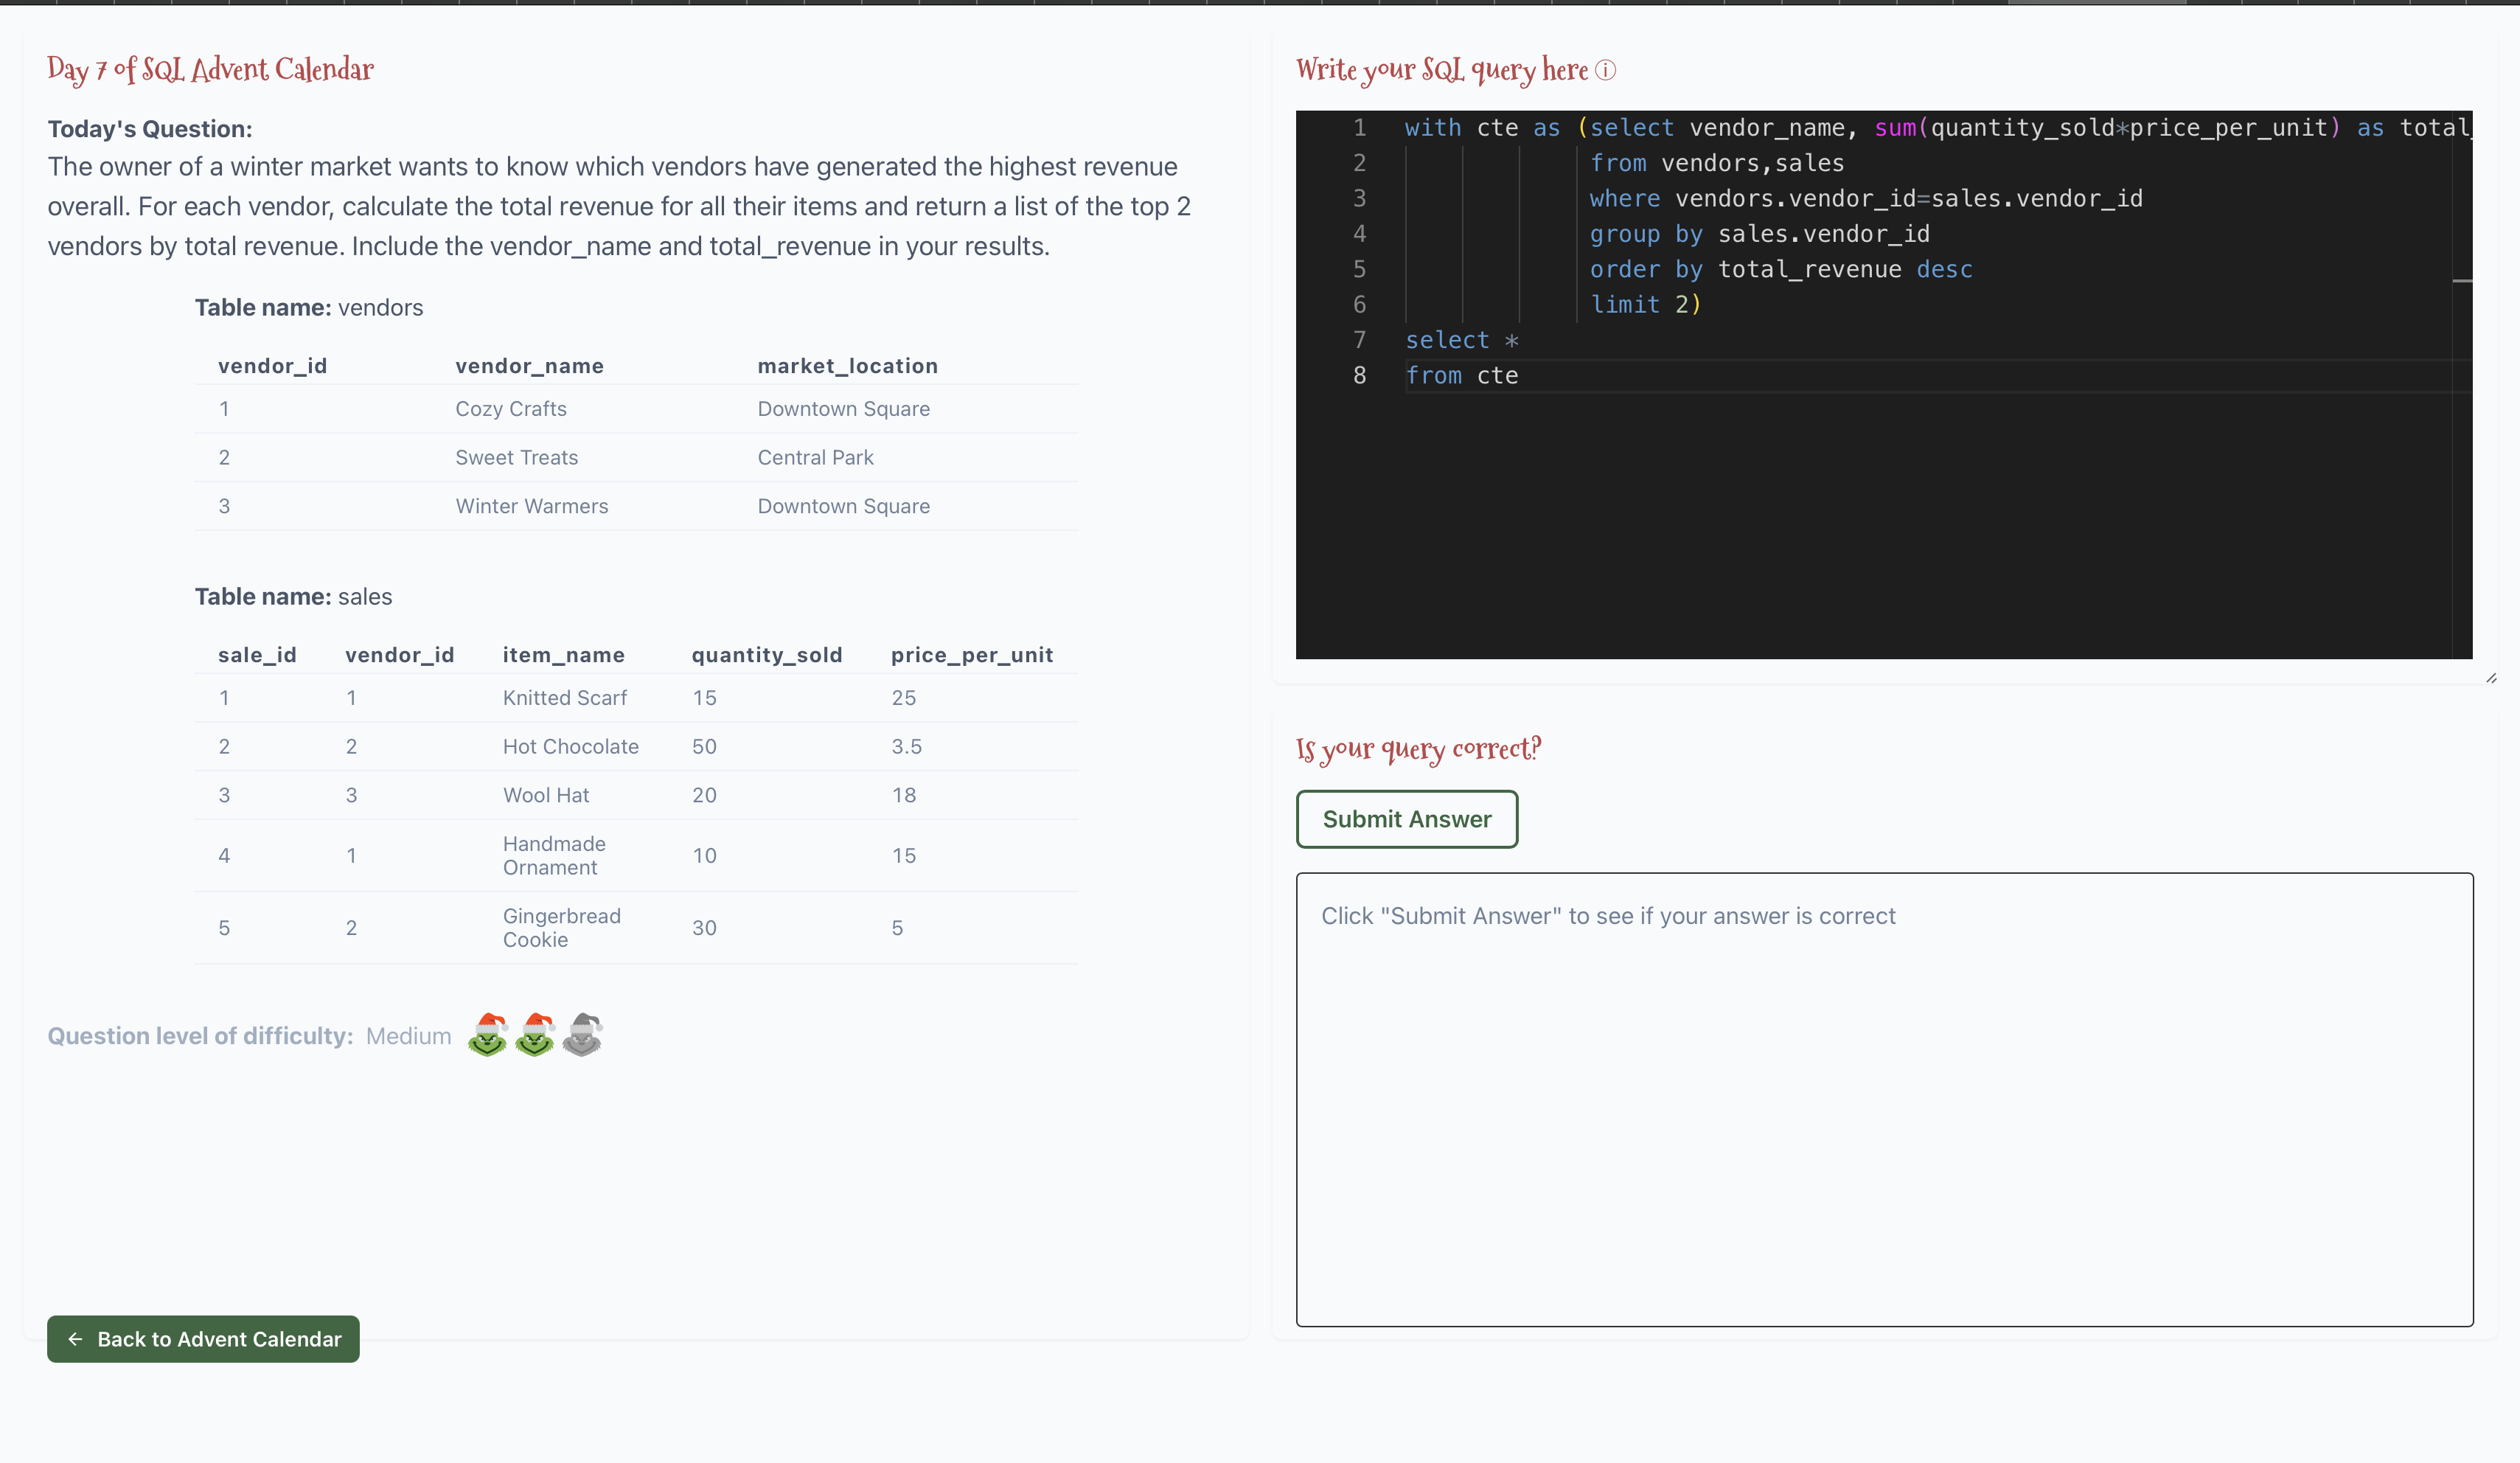 Day 7 of SQL Advent Calendar
Today's Question:
The owner of a winter market wants to know which vendors have generated the highest revenue
overall. For each vendor, calculate the total revenue for all their items and return a list of the top 2
vendors by total revenue. Include the vendor_name and total_revenue in your results.
Table name: vendors
vendor_id vendor_name market_location
1 Cozy Crafts Downtown Square
2 Sweet Treats Central Park
3 Winter Warmers Downtown Square
Table name: sales
sale_id vendor_id item_name quantity_sold price_per_unit
1 1 Knitted Scarf 15 25
2 2 Hot Chocolate 50 3.5
3 3 Wool Hat 20 18
4 1 Handmade Ornament 10 15
5 2 Gingerbread Cookie 30 5
Question level of difficulty: Medium
← Back to Advent Calendar
Write your SQL query here ⓘ
1 with cte as (select vendor_name, sum(quantity_sold*price_per_unit) as total_
2 from vendors,sales
3 where vendors.vendor_id=sales.vendor_id
4 group by sales.vendor_id
5 order by total_revenue desc
6 limit 2)
7 select *
8 from cte
Is your query correct?
Submit Answer
Click "Submit Answer" to see if your answer is correct